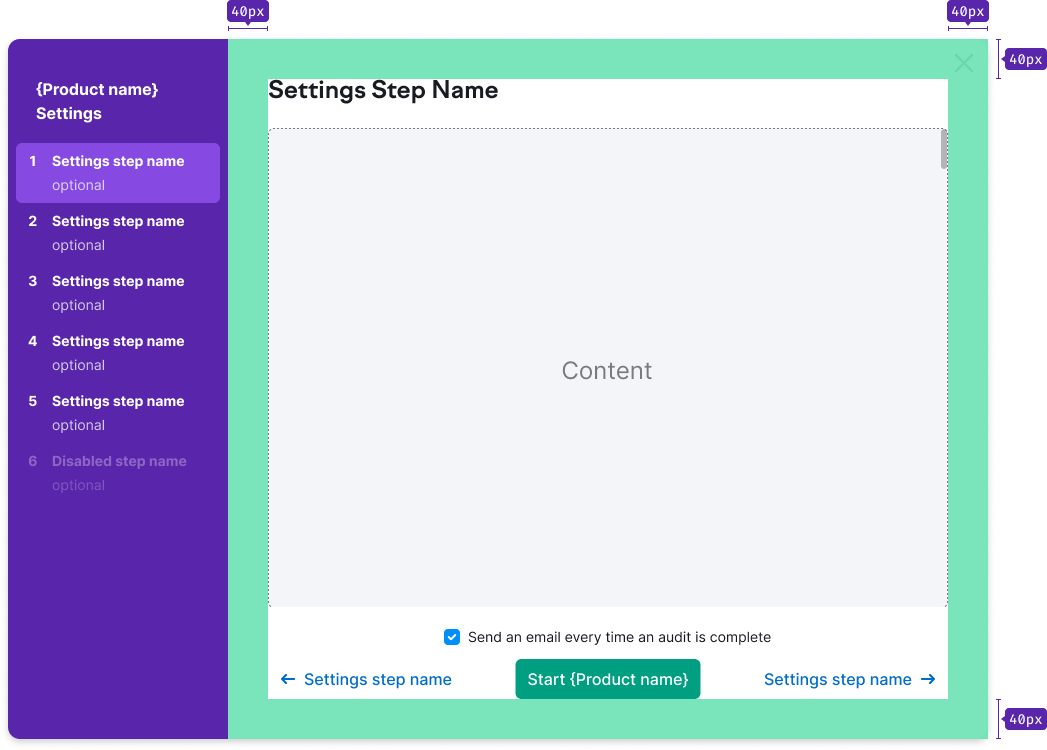 40px
40px
40px
{Product name}
Settings
1 Settings step name
optional
2 Settings step name
optional
3 Settings step name
optional
4 Settings step name
optional
5 Settings step name
optional
6 Disabled step name
optional
Settings Step Name
Content
Send an email every time an audit is complete
Settings step name
Start {Product name}
Settings step name
40px